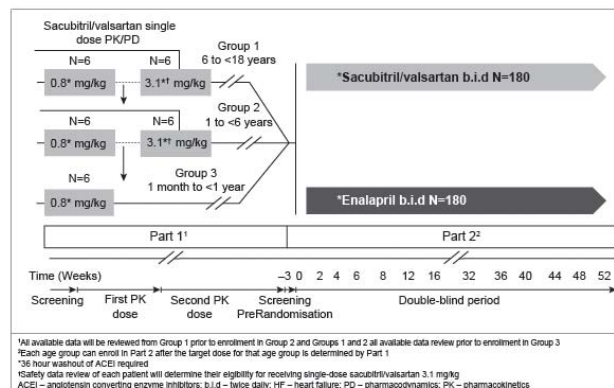 Sacubitril/valsartan single
dose PK/PD
N=6 N=6 Group 1
6 to <18 years
0.8* mg/kg 3.1*† mg/kg *Sacubitril/valsartan b.i.d N=180
N=6 N=6 Group 2
1 to <6 years
0.8* mg/kg 3.1*† mg/kg
N=6 Group 3
1 month to <1 year
0.8* mg/kg *Enalapril b.i.d N=180
Part 1¹ Part 2²
Time (Weeks) –3 0 2 4 6 8 12 16 20 32 36 40 44 48 52
Screening First PK
dose Second PK
dose Screening
PreRandomisation Double-blind period
¹All available data will be reviewed from Group 1 prior to enrollment in Group 2 and Groups 1 and 2 all available data review prior to enrollment in Group 3
²Each age group can enroll in Part 2 after the target dose for that age group is determined by Part 1
*36 hour washout of ACEI required
†Safety data review of each patient will determine their eligibility for receiving single-dose sacubitril/valsartan 3.1 mg/kg
ACEI – angiotensin converting enzyme inhibitors; b.i.d – twice daily; HF – heart failure; PD – pharmacodynamics; PK – pharmacokinetics